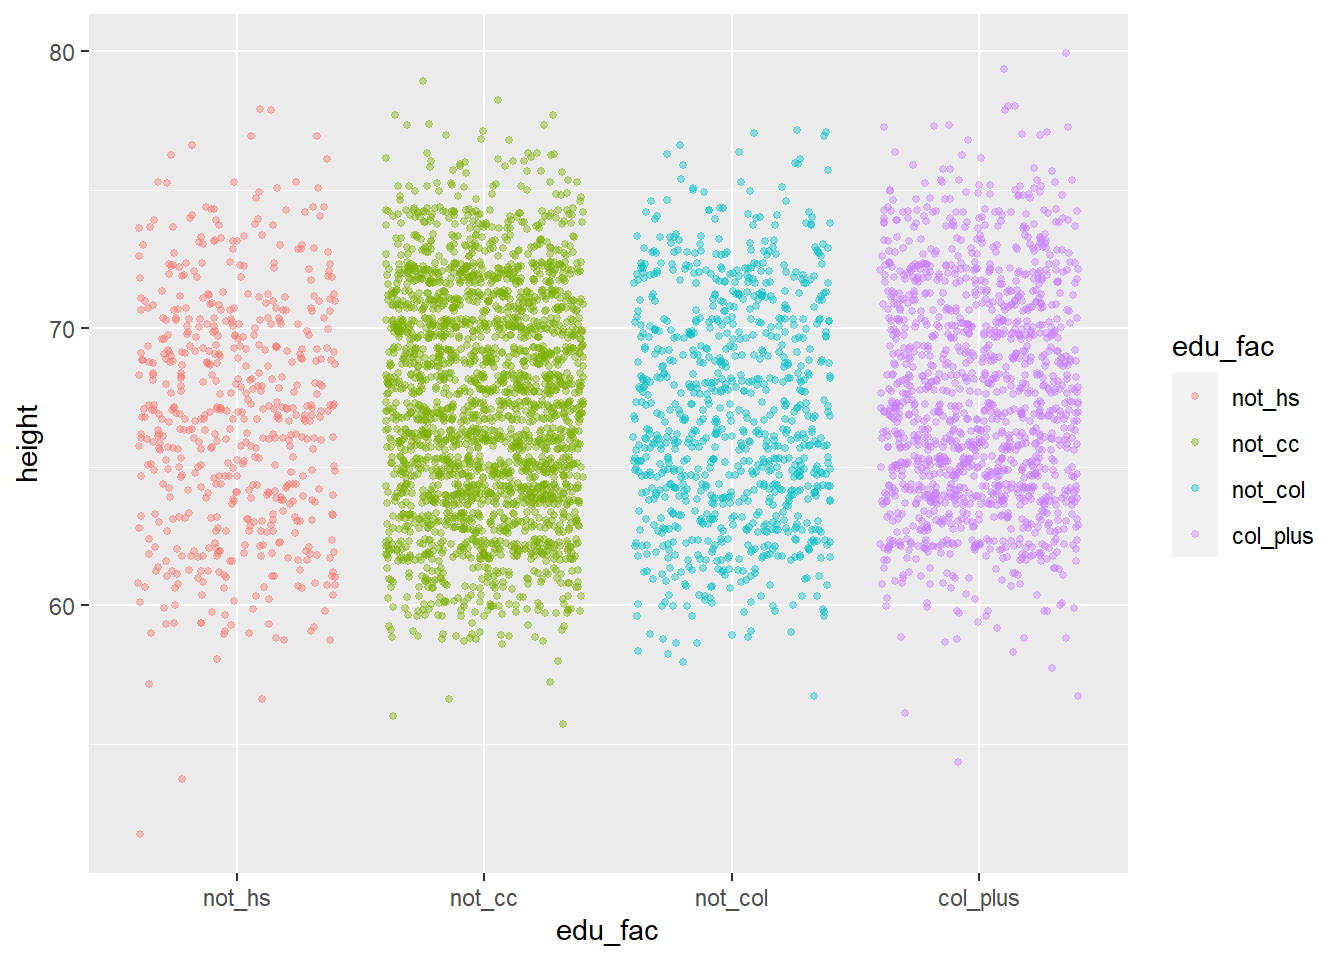 height
80
70
60
not_hs
not_cc
not_col
col_plus
edu_fac
edu_fac
not_hs
not_cc
not_col
col_plus